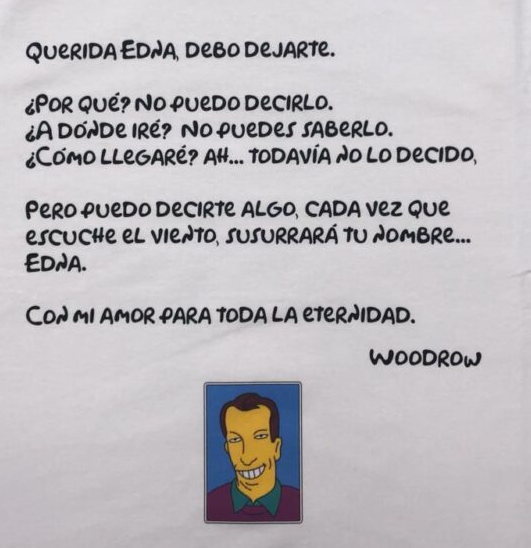 Querida Edna, debo dejarte.
¿Por qué? No puedo decirlo.
¿A dónde iré? No puedes saberlo.
¿Cómo llegaré? Ah... todavía no lo decido,
Pero puedo decirte algo, cada vez que
escuche el viento, susurrará tu nombre...
Edna.
Con mi amor para toda la eternidad.
Woodrow